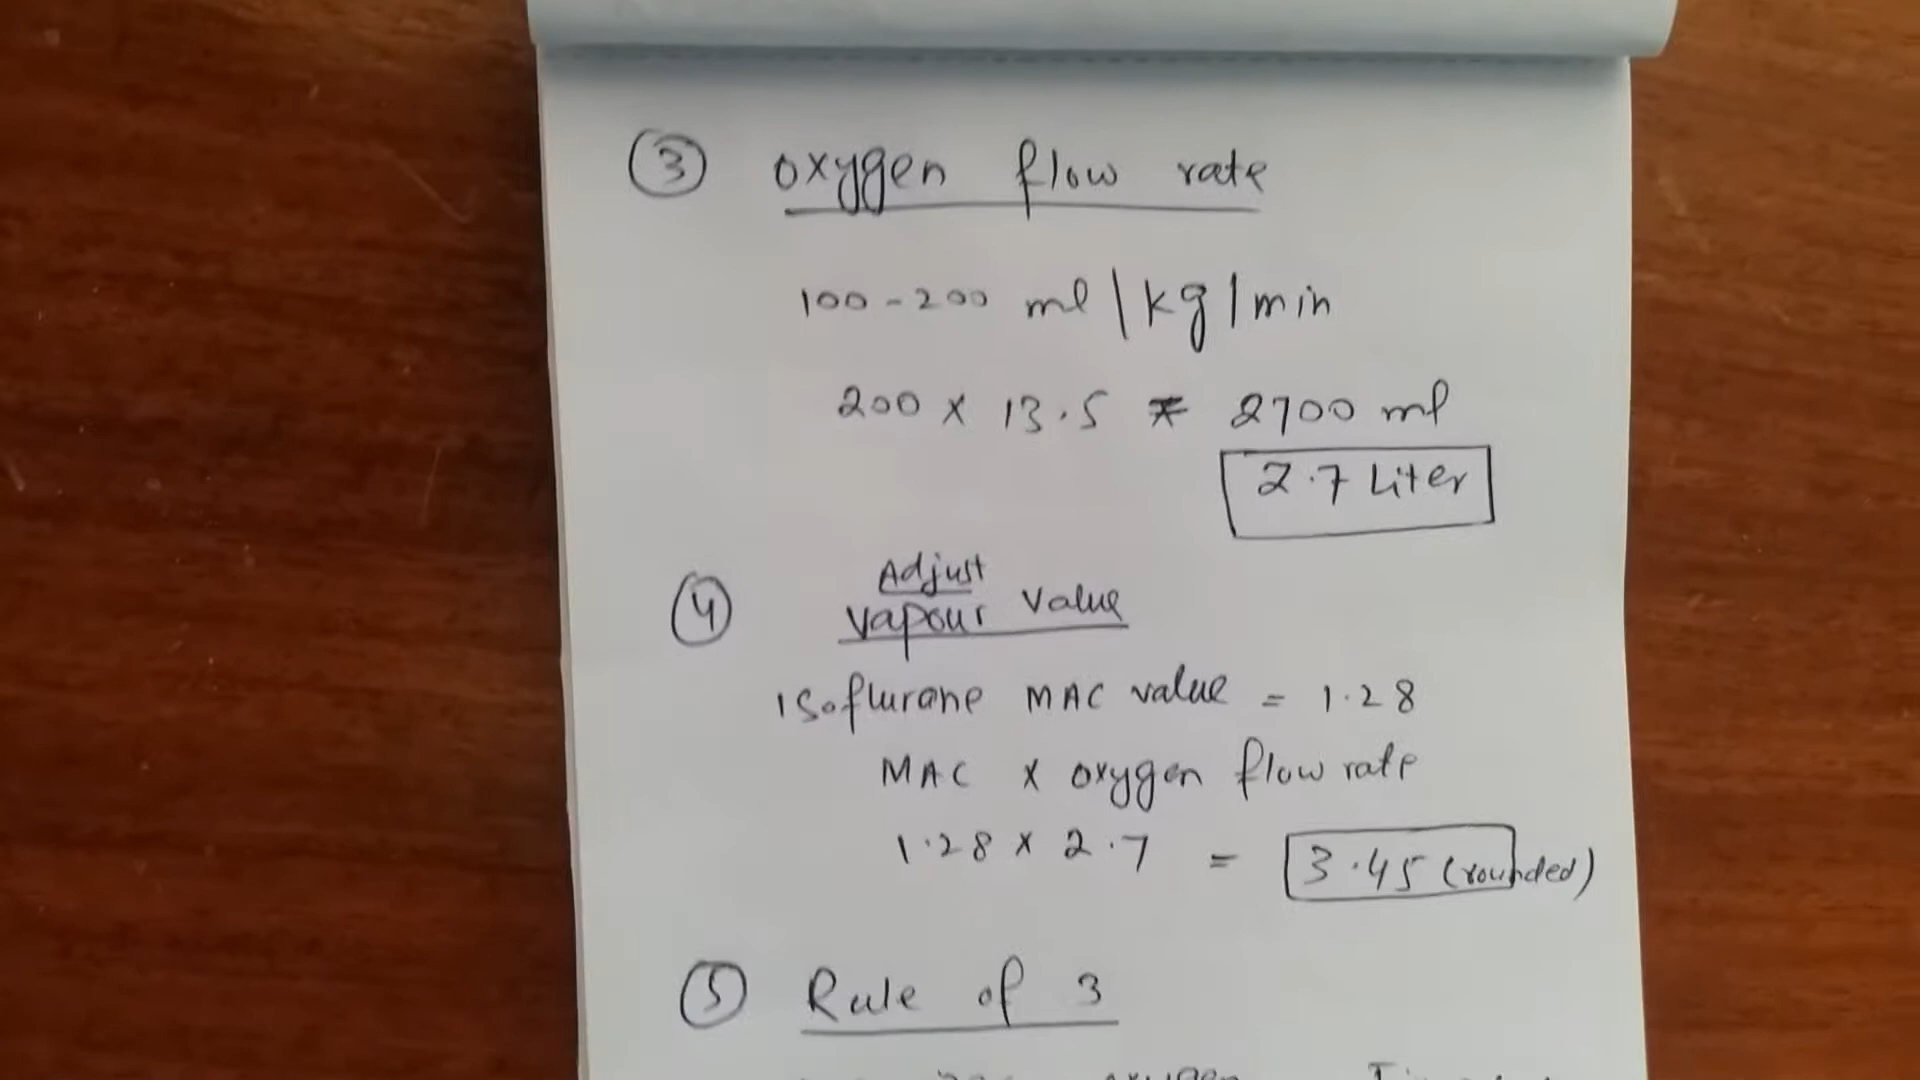 ③ oxygen flow rate
100-200 ml/kg/min
200 x 13.5 = 2700 ml
2.7 Liter
④ Adjust
vapour value
Isoflurane MAC value = 1.28
MAC x oxygen flow rate
1.28 x 2.7 = 3.45 (rounded)
⑤ Rule of 3
oxygen